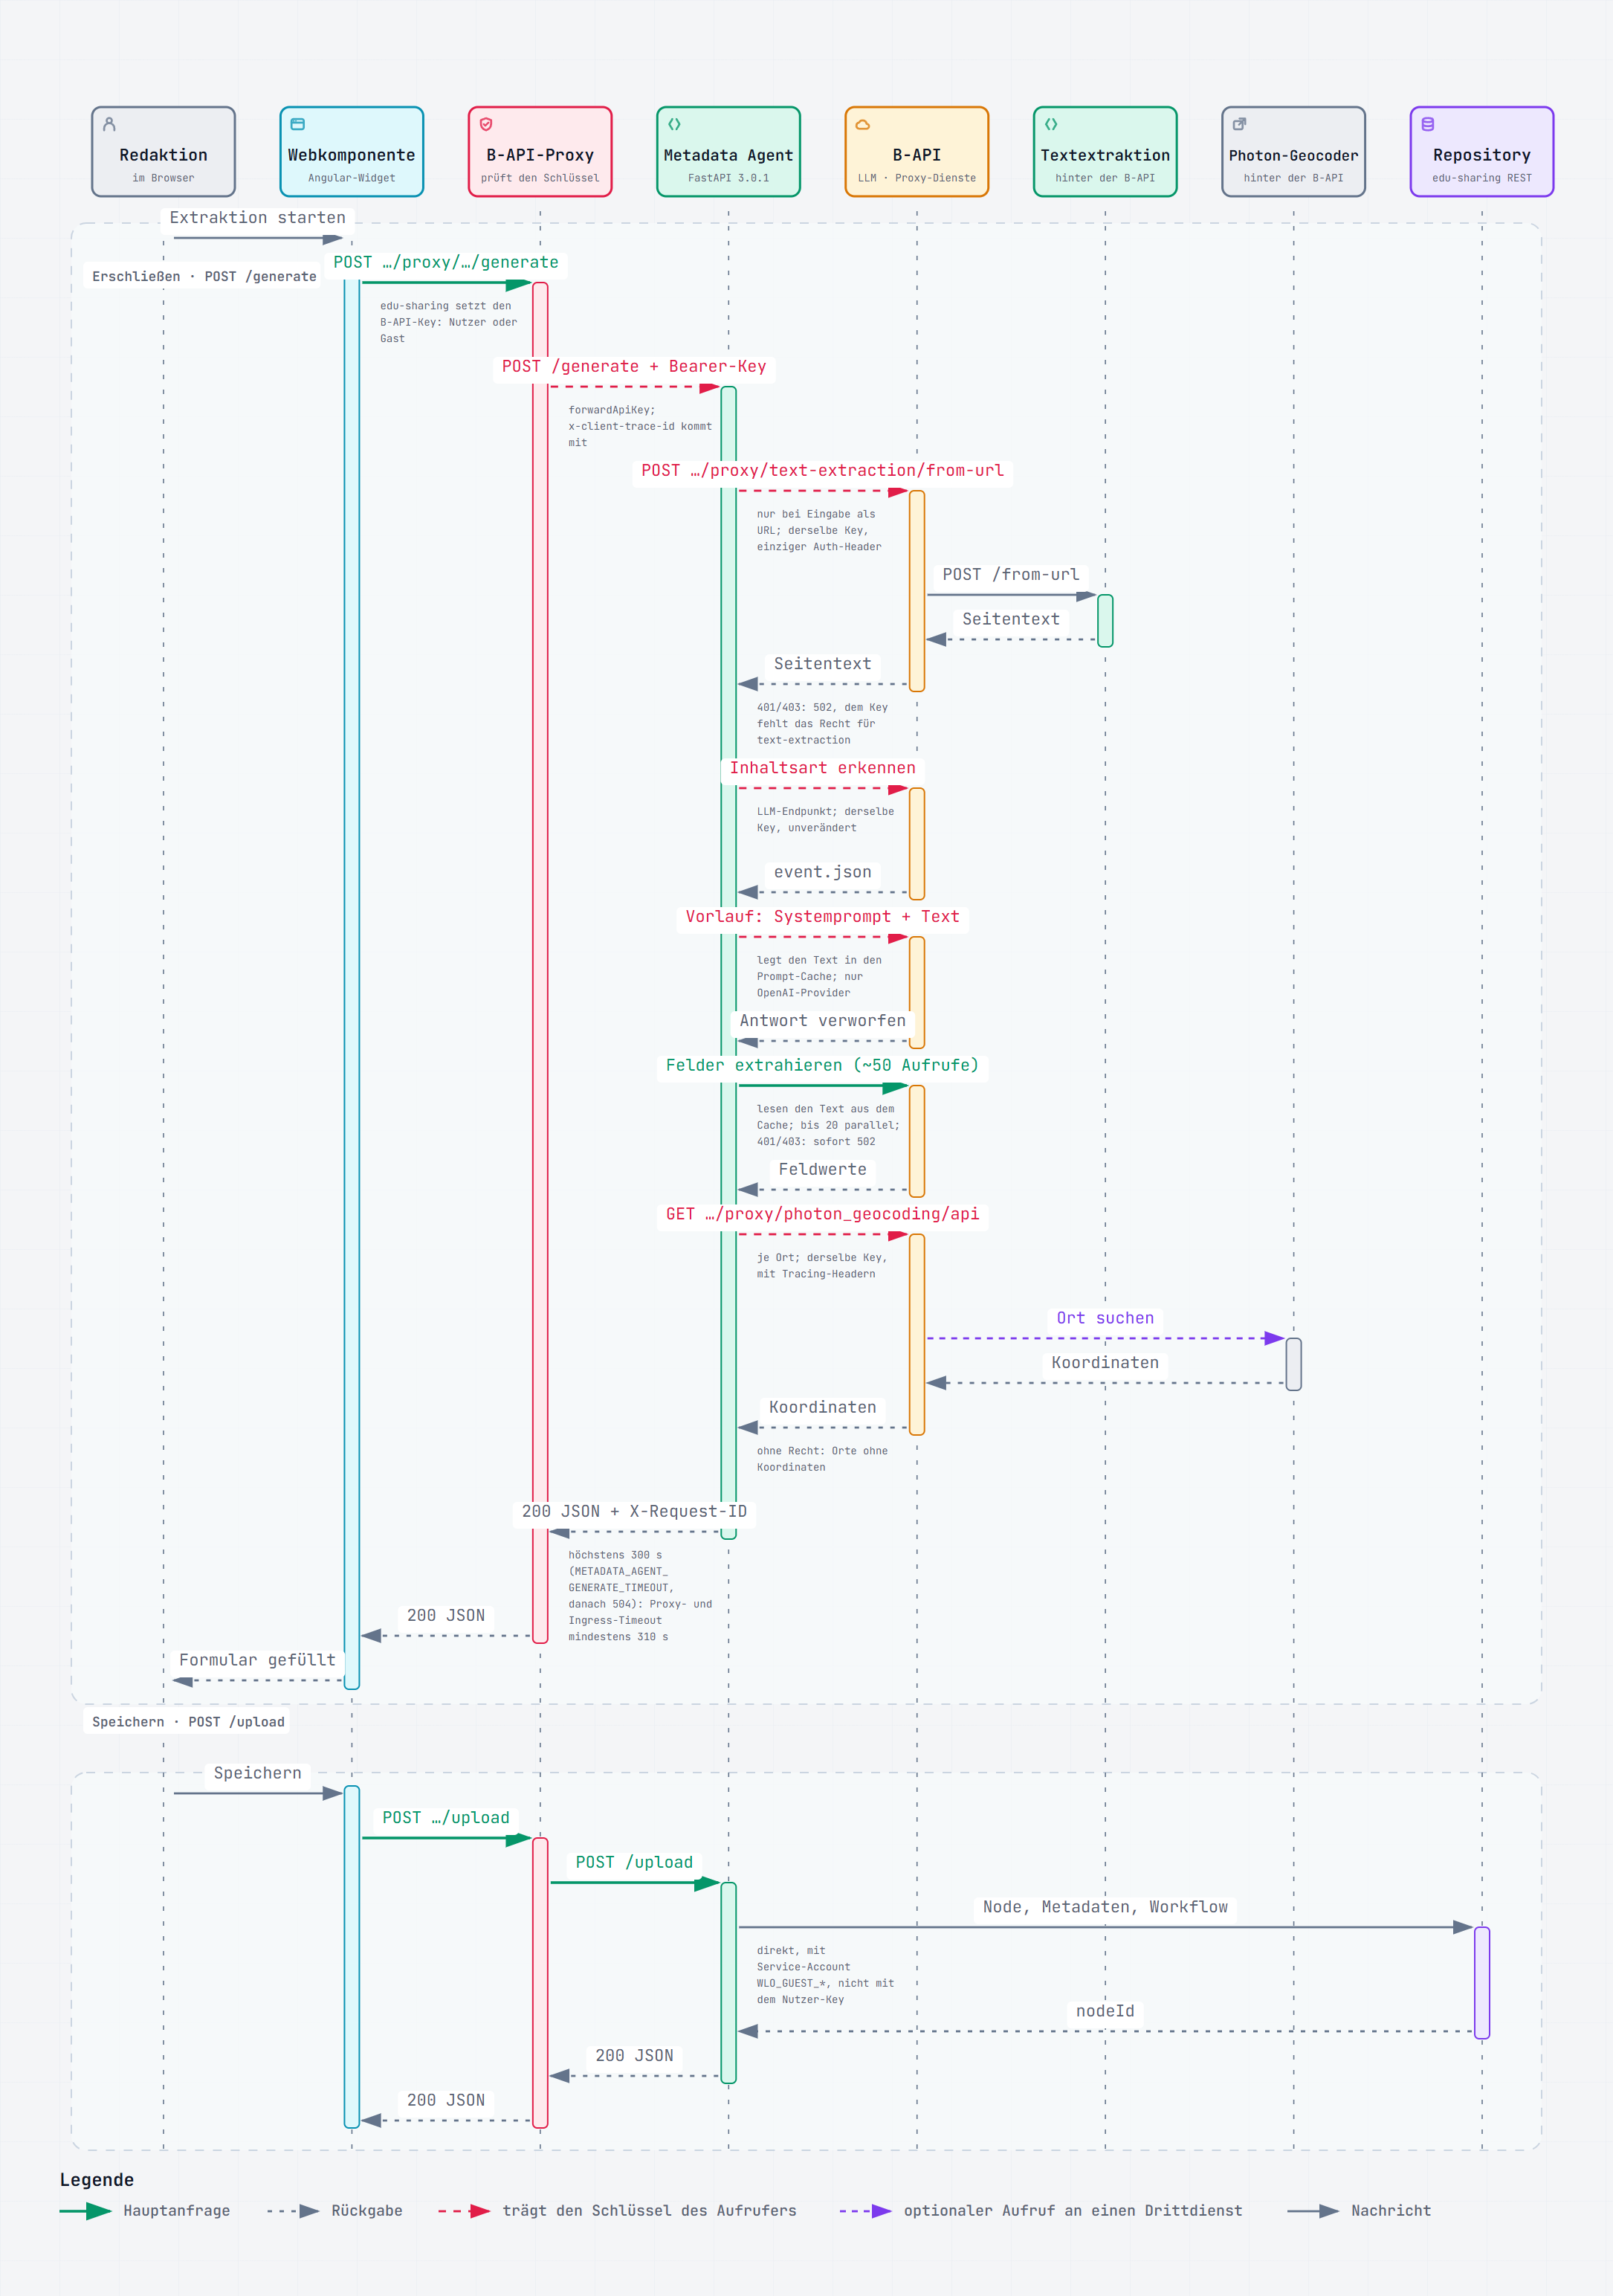 Redaktion
im Browser
Webkomponente
Angular-Widget
B-API-Proxy
prüft den Schlüssel
Metadata Agent
FastAPI 3.0.1
B-API
LLM · Proxy-Dienste
Textextraktion
hinter der B-API
Photon-Geocoder
hinter der B-API
Repository
edu-sharing REST
Extraktion starten
Erschließen · POST /generate
POST …/proxy/…/generate
edu-sharing setzt den
B-API-Key: Nutzer oder
Gast
POST /generate + Bearer-Key
forwardApiKey;
x-client-trace-id kommt
mit
POST …/proxy/text-extraction/from-url
nur bei Eingabe als
URL; derselbe Key,
einziger Auth-Header
POST /from-url
Seitentext
Seitentext
401/403: 502, dem Key
fehlt das Recht für
text-extraction
Inhaltsart erkennen
LLM-Endpunkt; derselbe
Key, unverändert
event.json
Vorlauf: Systemprompt + Text
legt den Text in den
Prompt-Cache; nur
OpenAI-Provider
Antwort verworfen
Felder extrahieren (~50 Aufrufe)
lesen den Text aus dem
Cache; bis 20 parallel;
401/403: sofort 502
Feldwerte
GET …/proxy/photon_geocoding/api
je Ort; derselbe Key,
mit Tracing-Headern
Ort suchen
Koordinaten
Koordinaten
ohne Recht: Orte ohne
Koordinaten
200 JSON + X-Request-ID
höchstens 300 s
(METADATA_AGENT_
GENERATE_TIMEOUT,
danach 504): Proxy- und
Ingress-Timeout
mindestens 310 s
200 JSON
Formular gefüllt
Speichern · POST /upload
Speichern
POST …/upload
POST /upload
Node, Metadaten, Workflow
direkt, mit
Service-Account
WLO_GUEST_*, nicht mit
dem Nutzer-Key
nodeId
200 JSON
200 JSON
Legende
Hauptanfrage
Rückgabe
trägt den Schlüssel des Aufrufers
optionaler Aufruf an einen Drittdienst
Nachricht